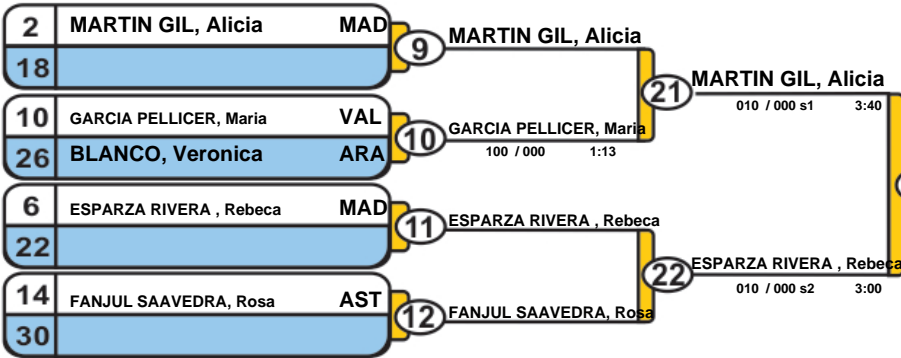 2 MARTIN GIL, Alicia MAD
18
9 MARTIN GIL, Alicia
10 GARCIA PELLICER, Maria VAL
26 BLANCO, Veronica ARA
10 GARCIA PELLICER, Maria
100 / 000 1:13
21 MARTIN GIL, Alicia
010 / 000 s1 3:40
6 ESPARZA RIVERA , Rebeca MAD
22
11 ESPARZA RIVERA , Rebeca
14 FANJUL SAAVEDRA, Rosa AST
30
12 FANJUL SAAVEDRA, Rosa
22 ESPARZA RIVERA , Rebeca
010 / 000 s2 3:00